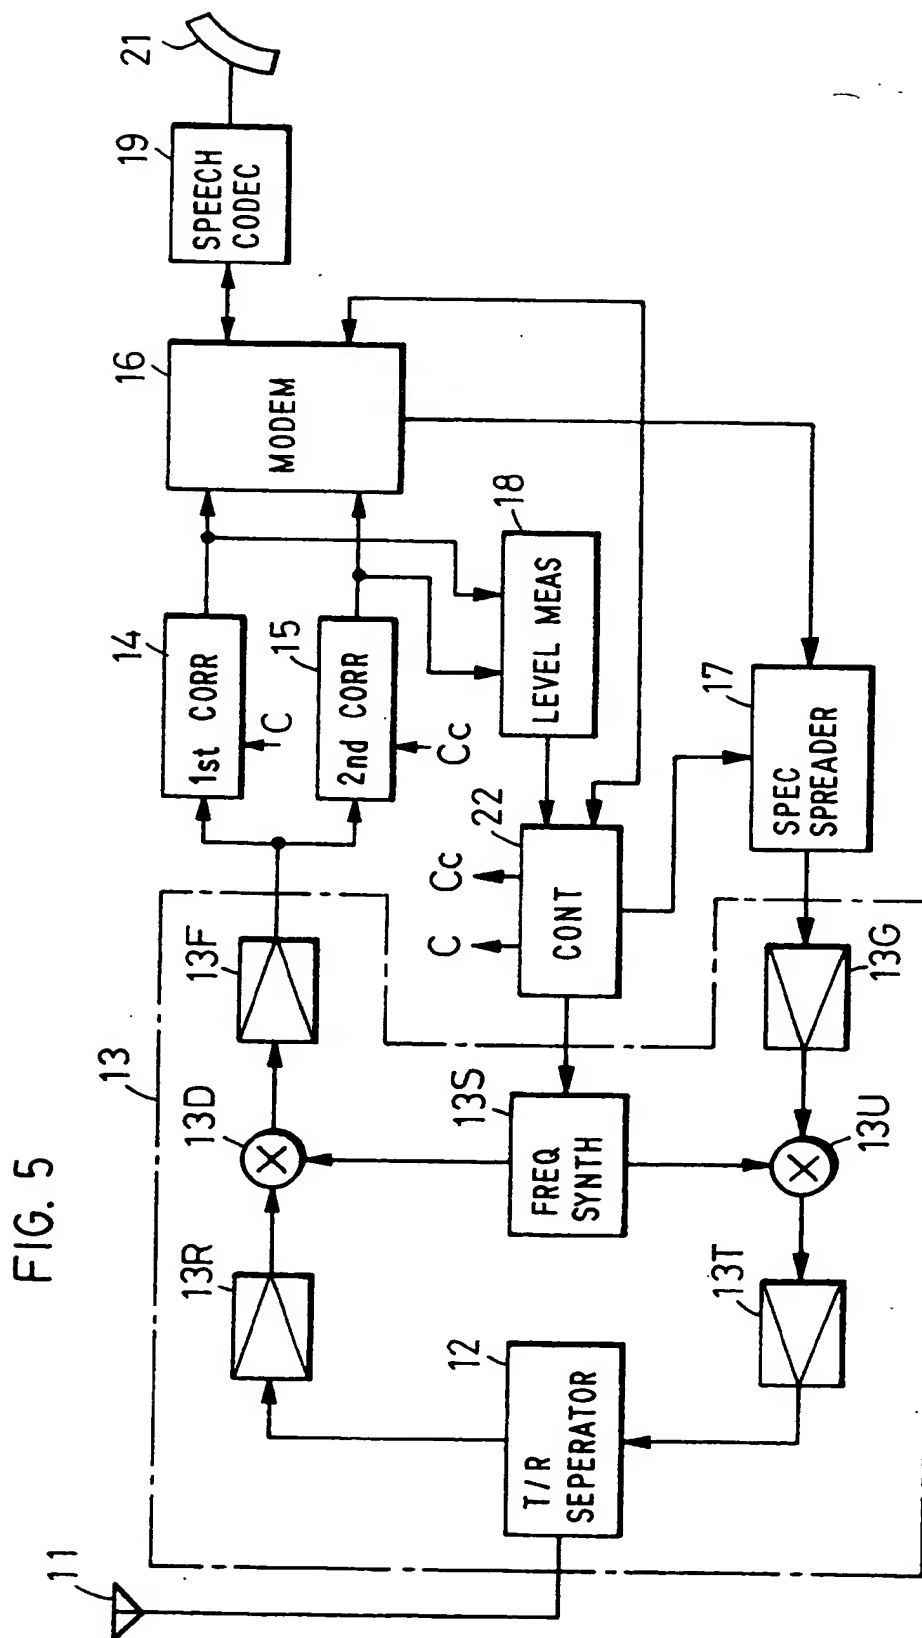 FIG. 5
11
13
12
T/R
SEPERATOR
13R
13D
13F
13S
FREQ
SYNTH
13T
13U
13G
C
Cc
22
CONT
14
1st CORR
C
15
2nd CORR
Cc
18
LEVEL MEAS
17
SPEC
SPREADER
16
MODEM
19
SPEECH
CODEC
21